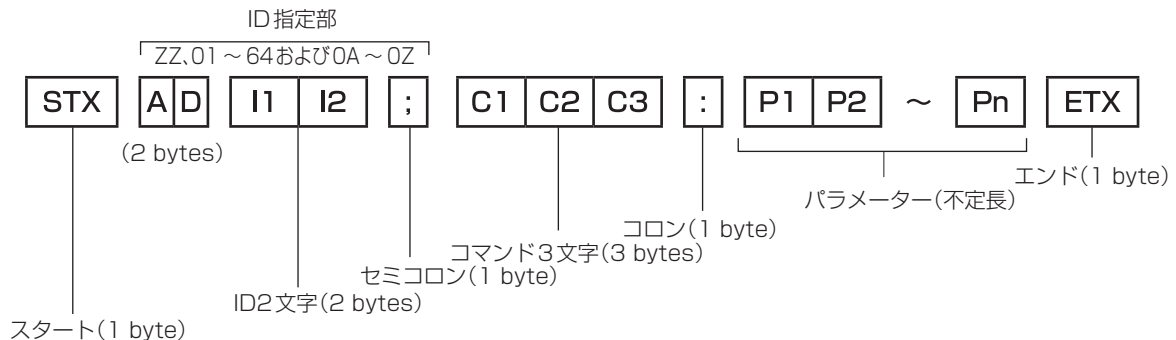 ID指定部
ZZ、01～64および0A～0Z
STX A D I1 I2 ; C1 C2 C3 : P1 P2 ～ Pn ETX
(2 bytes)
エンド(1 byte)
パラメーター(不定長)
コロン(1 byte)
コマンド3文字(3 bytes)
セミコロン(1 byte)
ID2文字(2 bytes)
スタート(1 byte)